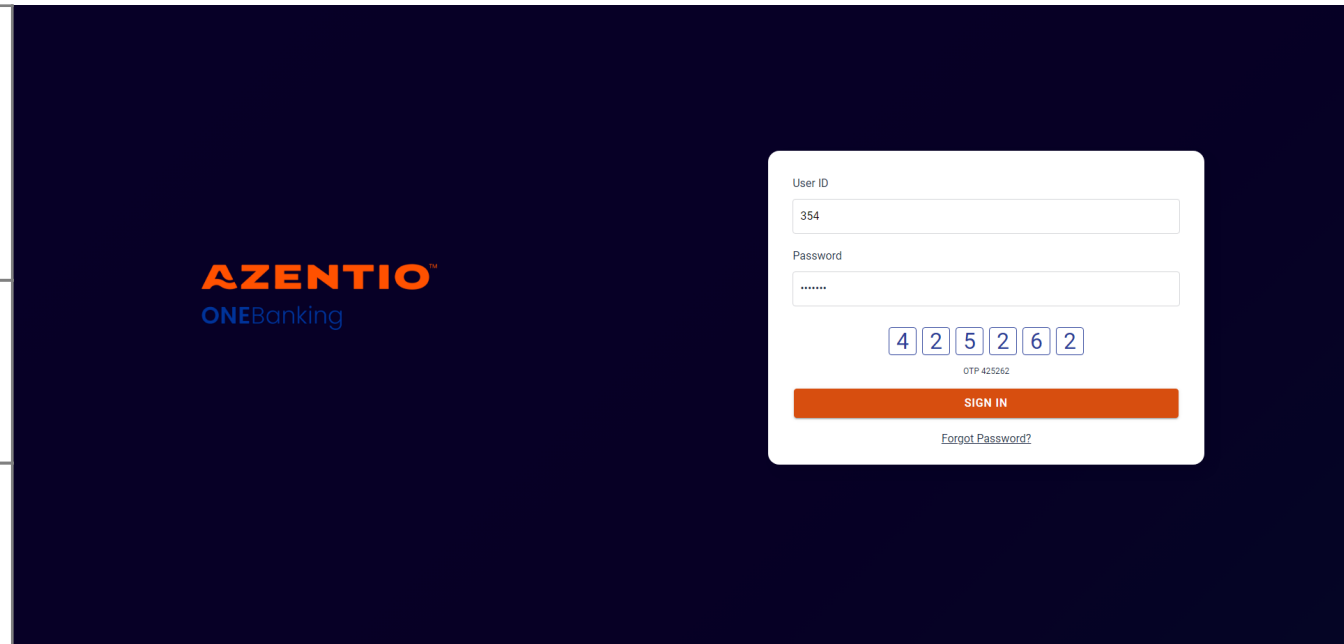 AZENTIO™
ONEBanking
User ID
354
Password
•••••••
4 2 5 2 6 2
OTP 425262
SIGN IN
Forgot Password?